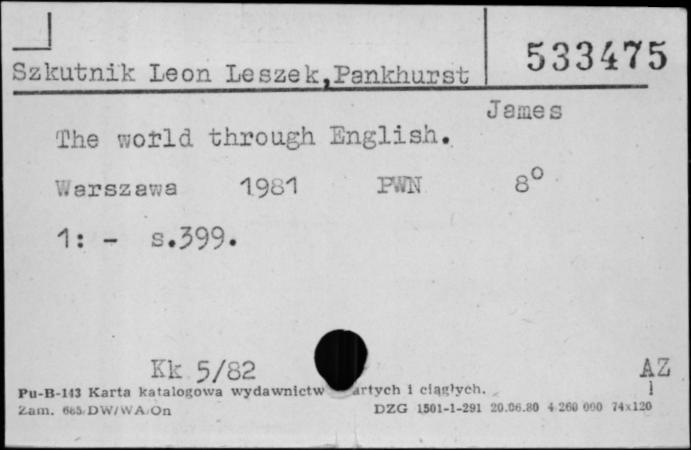 533475
Szkutnik Leon Leszek,Pankhurst
James
The world through English.
Warszawa 1981 PWN 8°
1: - s.399.
Kk 5/82 AZ
Pu-B-143 Karta katalogowa wydawnictw artych i ciągłych. 1
Zam. 665/DW/WA/On DZG 1501-1-291 20.06.80 4 260 000 74x120